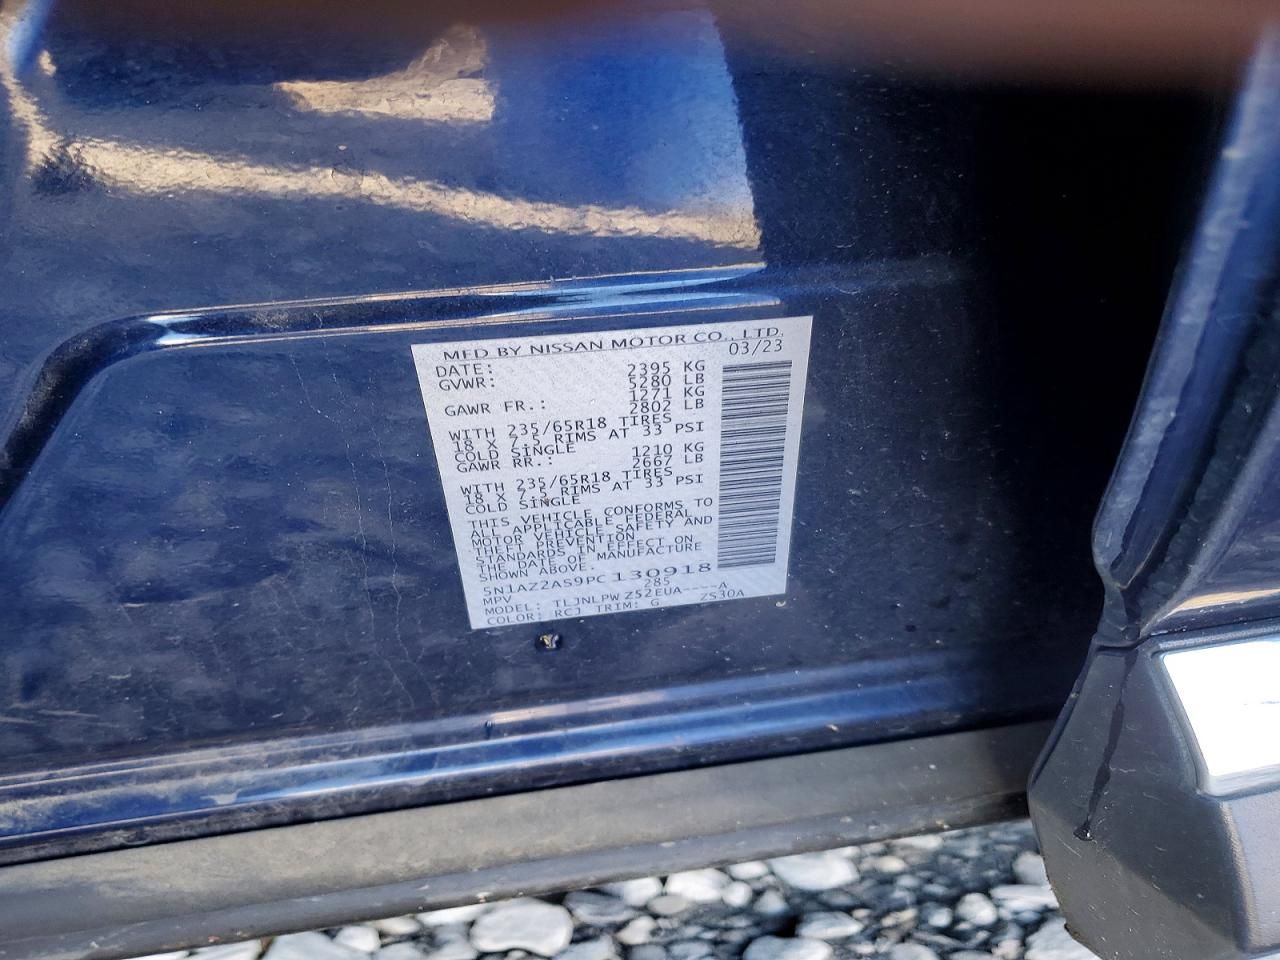 MFD BY NISSAN MOTOR CO., LTD.
DATE: 03/23
GVWR: 2395 KG
5280 LB
GAWR FR.: 1271 KG
2802 LB
WITH 235/65R18 TIRES
18 X 7.5 RIMS AT 33 PSI
COLD SINGLE
GAWR RR.: 1210 KG
2667 LB
WITH 235/65R18 TIRES
18 X 7.5 RIMS AT 33 PSI
COLD SINGLE
THIS VEHICLE CONFORMS TO
ALL APPLICABLE FEDERAL
MOTOR VEHICLE SAFETY AND
THEFT PREVENTION
STANDARDS IN EFFECT ON
THE DATE OF MANUFACTURE
SHOWN ABOVE.
5N1AZ2AS9PC130918
MPV 285
MODEL: TLJNLPW Z52EUA----A
COLOR: RCJ TRIM: G ZS30A